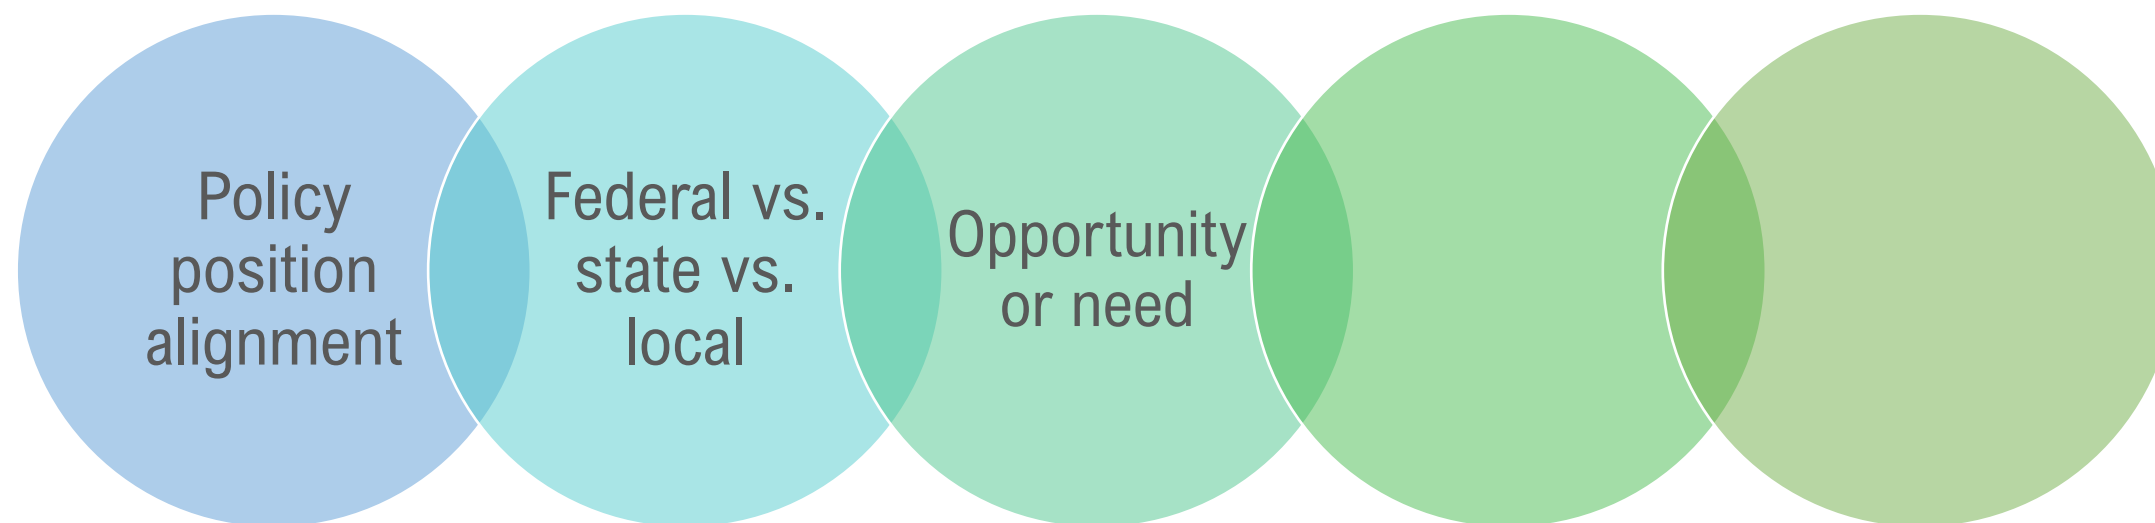 Policy
position
alignment
Federal vs.
state vs.
local
Opportunity
or need